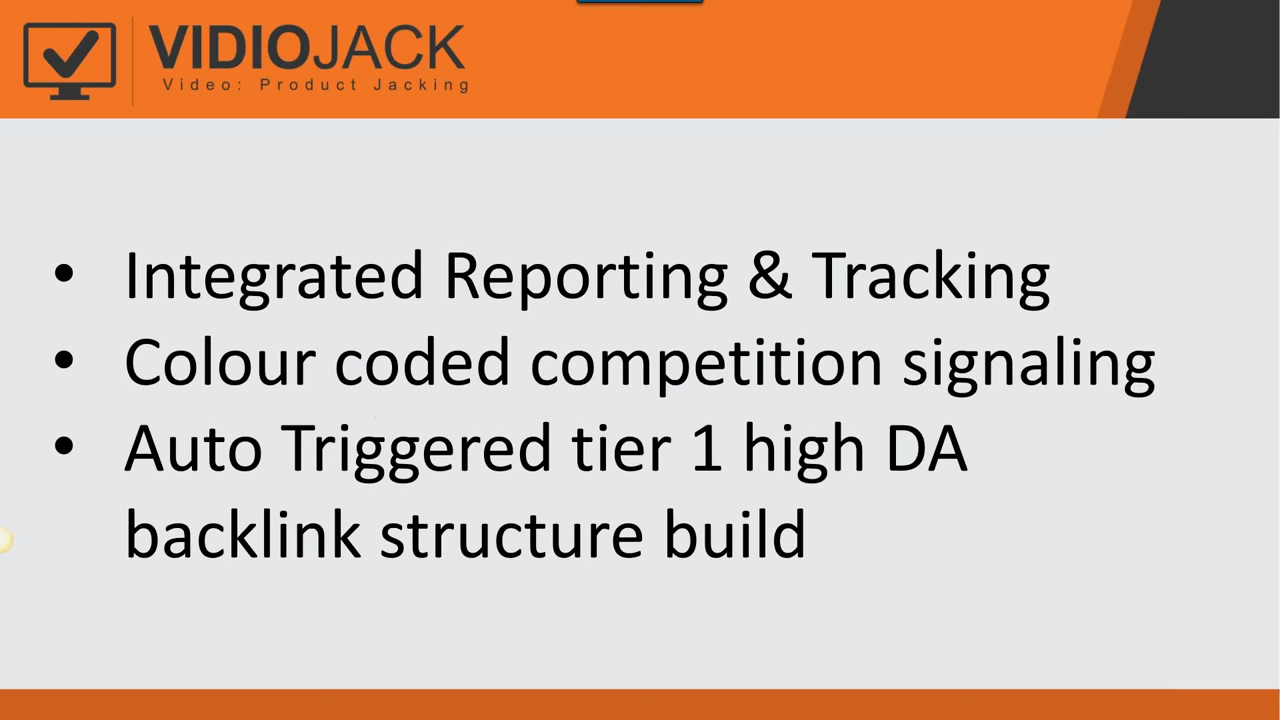 VIDIOJACK
Video: Product Jacking
• Integrated Reporting & Tracking
• Colour coded competition signaling
• Auto Triggered tier 1 high DA
backlink structure build